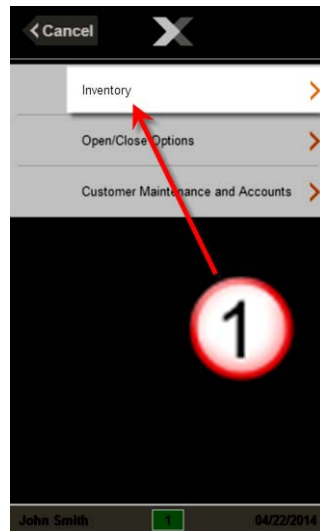 Cancel
Inventory
Open/Close Options
Customer Maintenance and Accounts
1
John Smith 1 04/22/2014